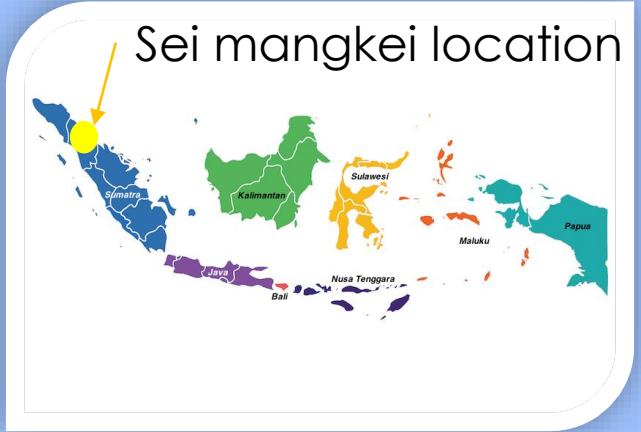 Sei mangkei location
Sulawesi
Sumatra
Kalimantan
Papua
Maluku
Java
Nusa Tenggara
Bali